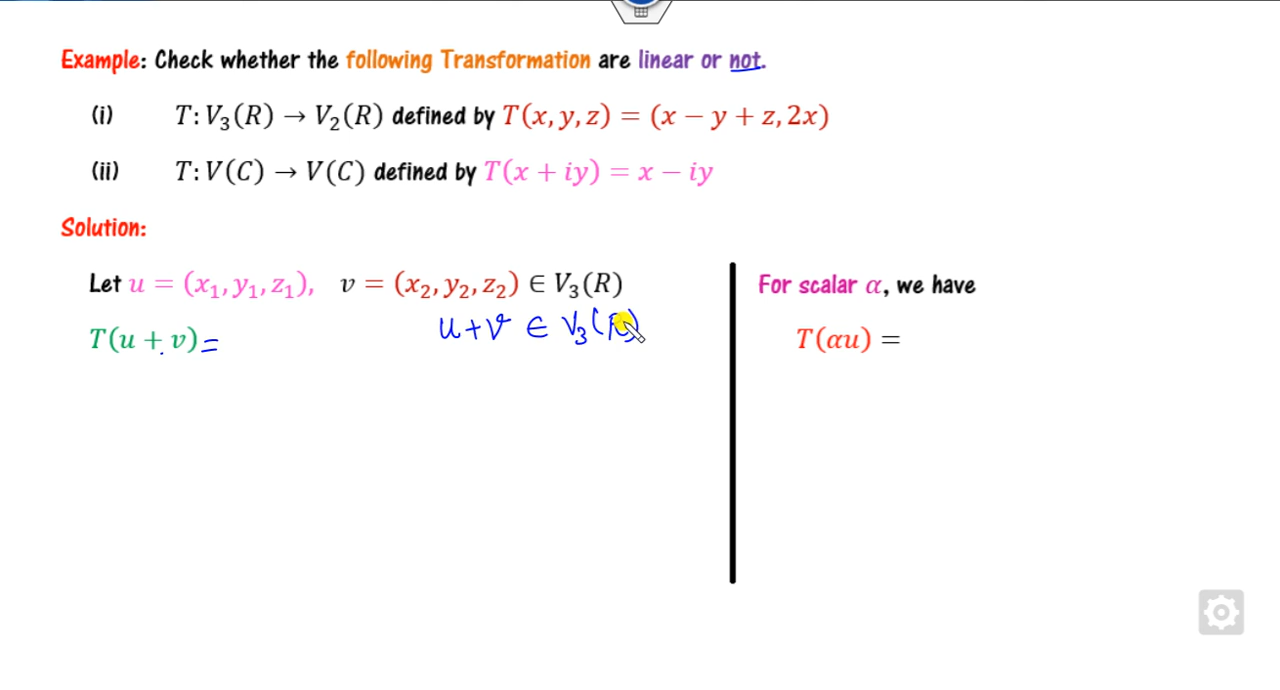 Example: Check whether the following Transformation are linear or not.
(i) T: V₃(R) → V₂(R) defined by T(x, y, z) = (x − y + z, 2x)
(ii) T: V(C) → V(C) defined by T(x + iy) = x − iy
Solution:
Let u = (x₁, y₁, z₁), v = (x₂, y₂, z₂) ∈ V₃(R)
u + v ∈ V₃(R)
T(u + v) =
For scalar α, we have
T(αu) =